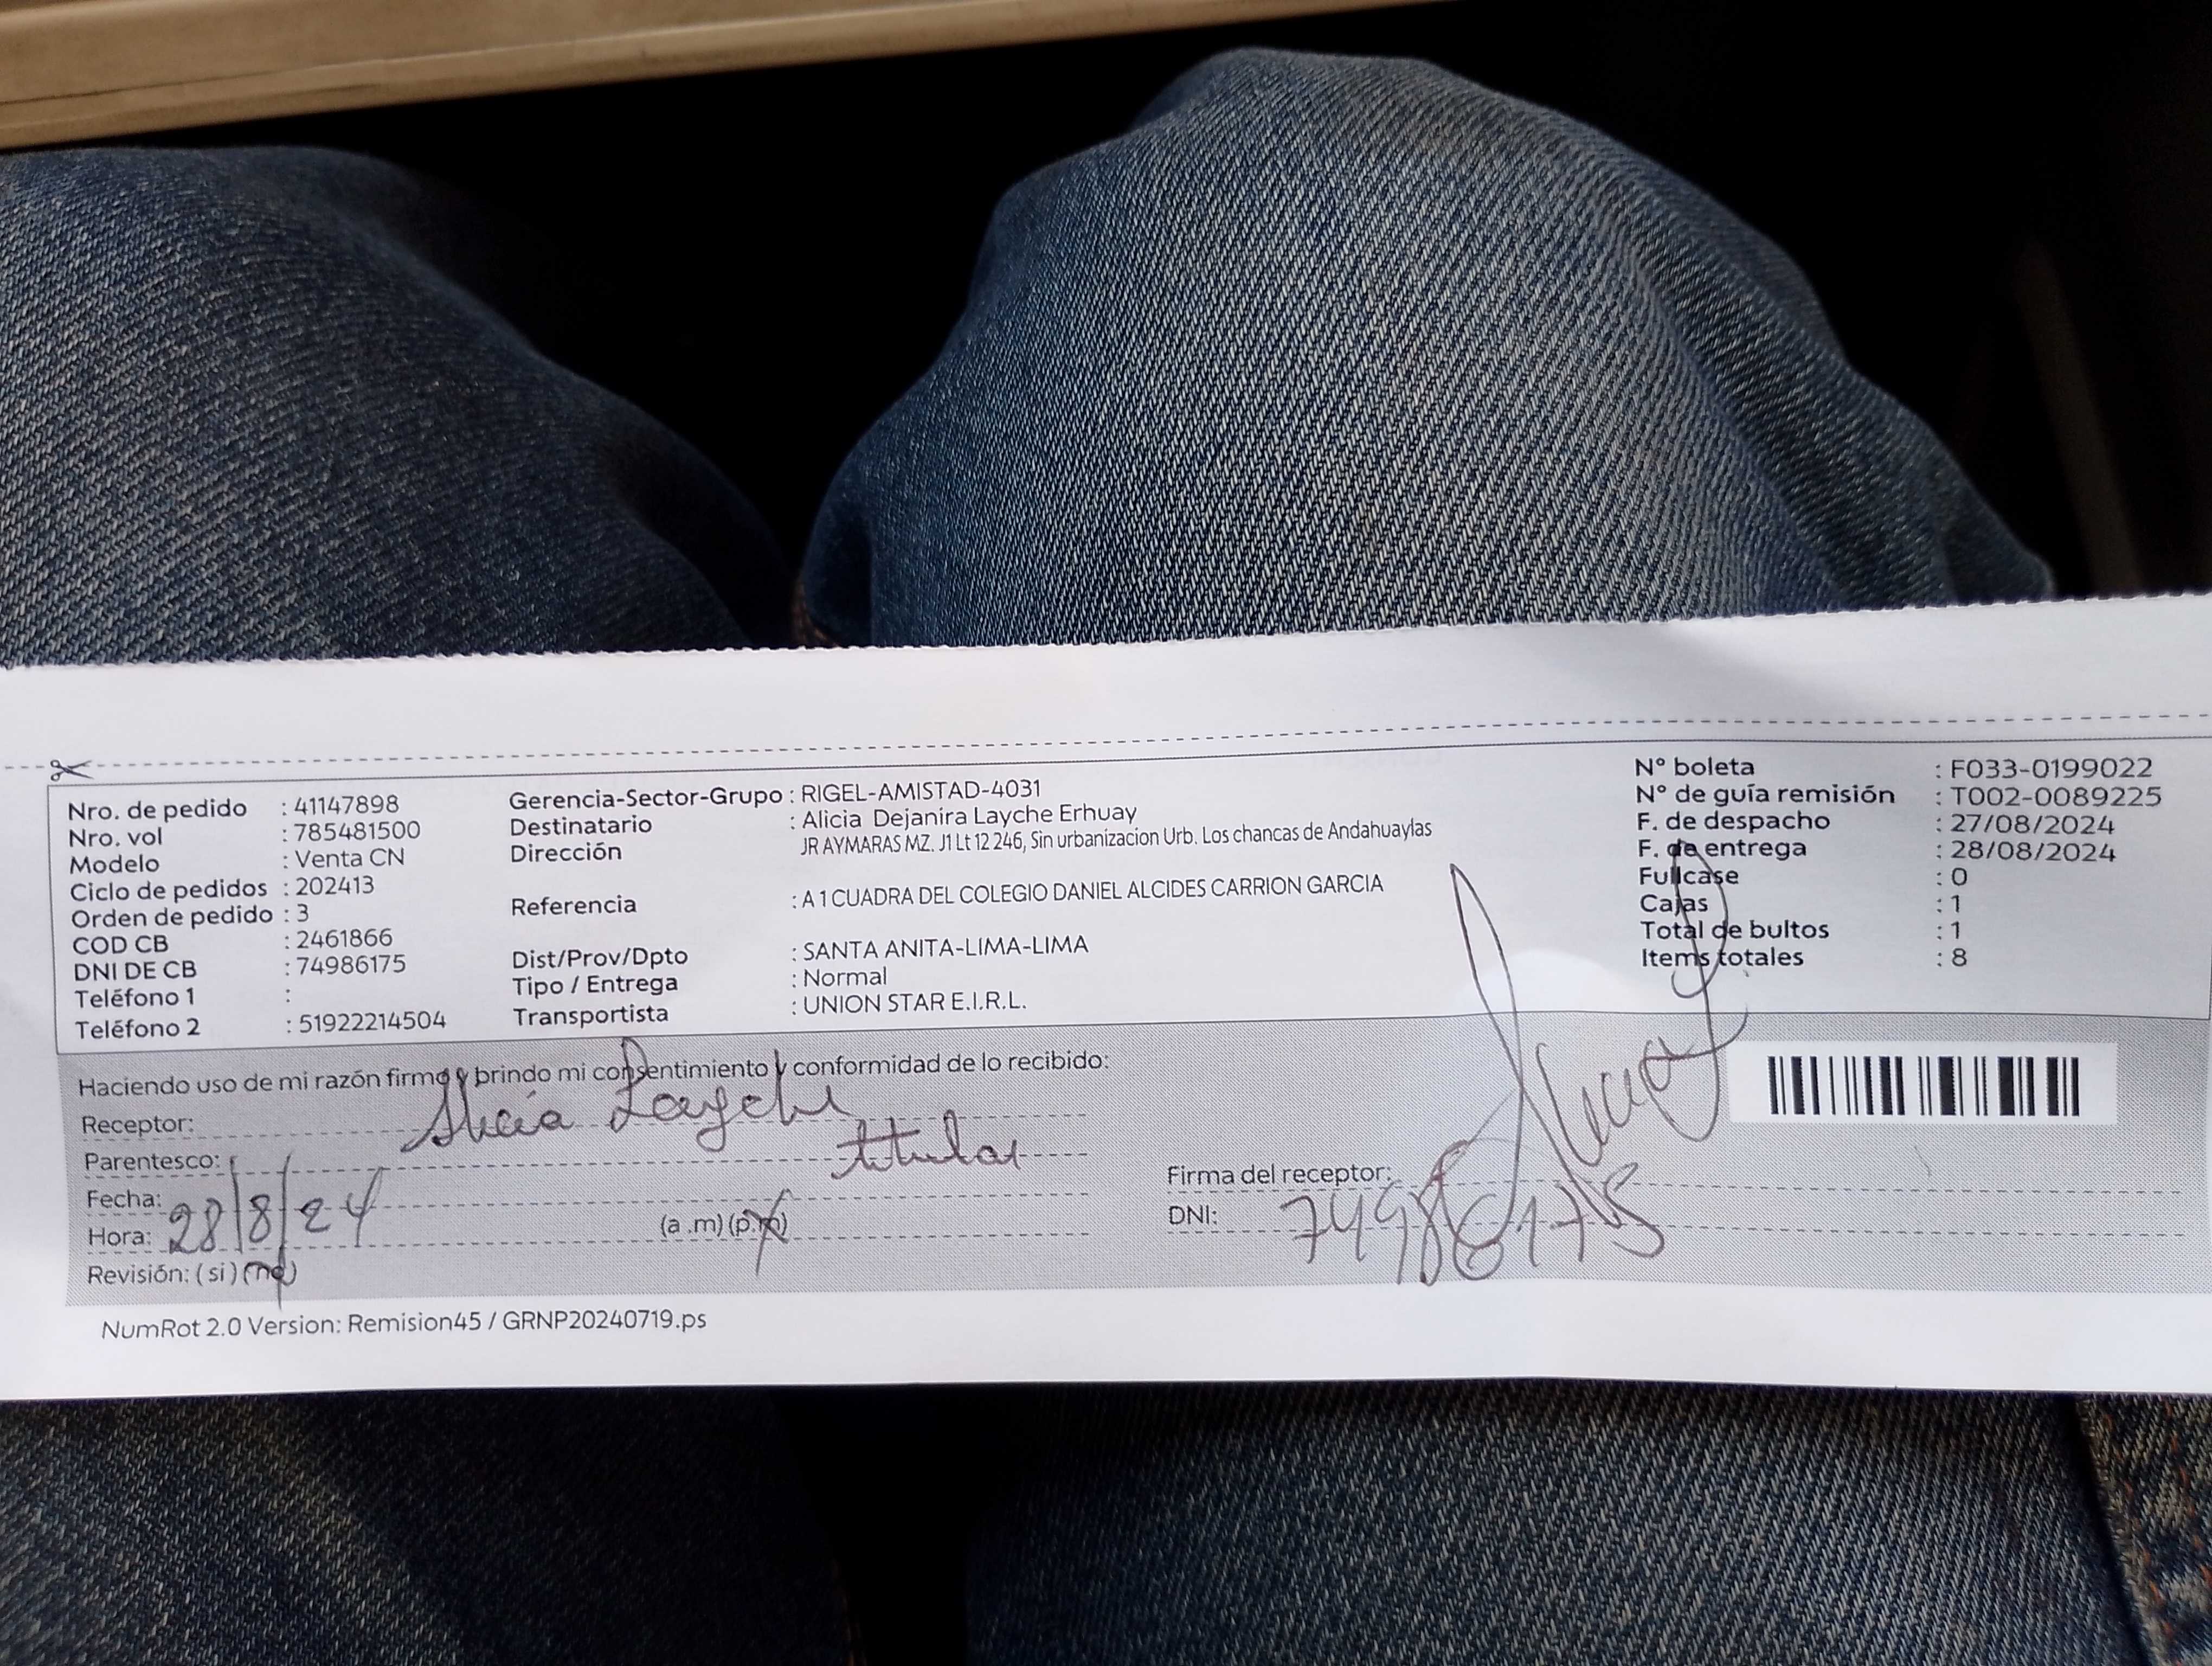 Nro. de pedido : 41147898
Nro. vol : 785481500
Modelo : Venta CN
Ciclo de pedidos : 202413
Orden de pedido : 3
COD CB : 2461866
DNI DE CB : 74986175
Teléfono 1 :
Teléfono 2 : 51922214504
Gerencia-Sector-Grupo : RIGEL-AMISTAD-4031
Destinatario : Alicia Dejanira Layche Erhuay
Dirección JR AYMARAS MZ. J1 Lt 12 246, Sin urbanizacion Urb. Los chancas de Andahuaylas
Referencia : A 1 CUADRA DEL COLEGIO DANIEL ALCIDES CARRION GARCIA
Dist/Prov/Dpto : SANTA ANITA-LIMA-LIMA
Tipo / Entrega : Normal
Transportista : UNION STAR E.I.R.L.
N° boleta : F033-0199022
N° de guía remisión : T002-0089225
F. de despacho : 27/08/2024
F. de entrega : 28/08/2024
Fullcase : 0
Cajas : 1
Total de bultos : 1
Items totales : 8
Haciendo uso de mi razón firmo y brindo mi consentimiento y conformidad de lo recibido:
Receptor: Alicia Layche
Parentesco: titular
Fecha: 28/8/24
Hora: (a .m) (p.m)
Revisión: ( si ) (no)
Firma del receptor:
DNI: 74986175
NumRot 2.0 Version: Remision45 / GRNP20240719.ps